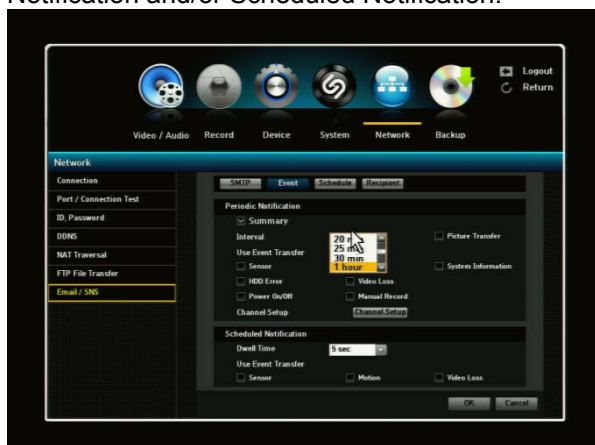 Notification and/or Scheduled Notification.
Logout
Return
Video / Audio Record Device System Network Backup
Network
Connection
Port / Connection Test
ID, Password
DDNS
NAT Traversal
FTP File Transfer
Email / SNS
SMTP Event Schedule Recipient
Periodic Notification
Summary
Interval
20
25 min
30 min
1 hour
Picture Transfer
Use Event Transfer
Sensor System Information
HDD Error Video Loss
Power On/Off Manual Record
Channel Setup Channel Setup
Scheduled Notification
Dwell Time 5 sec
Use Event Transfer
Sensor Motion Video Loss
OK Cancel